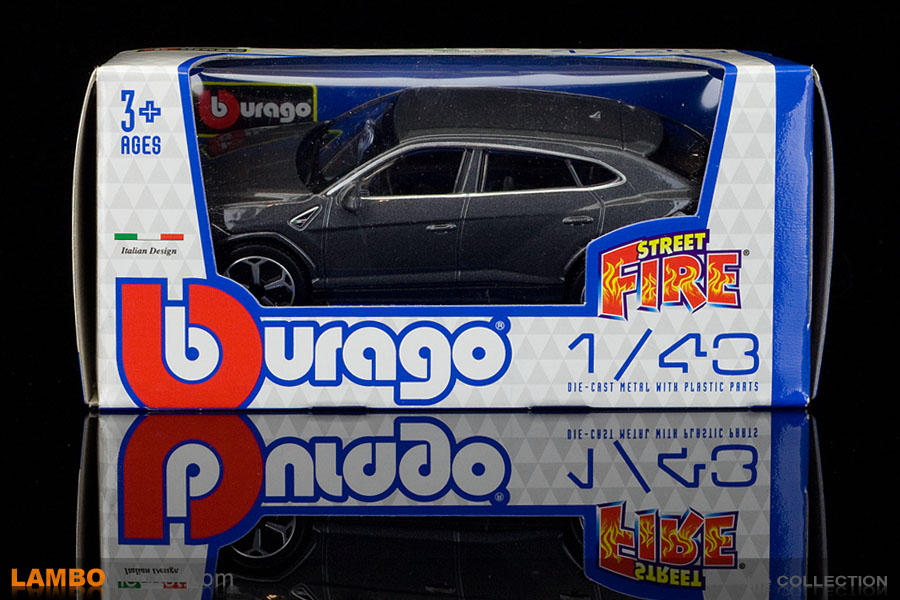 burago
3+
AGES
Italian Design
STREET
FIRE®
burago®
1/43
DIE-CAST METAL WITH PLASTIC PARTS
LAMBO
COLLECTION